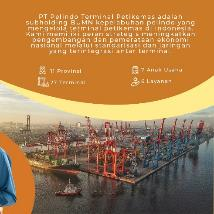 PT Pelindo Terminal Petikemas adalah
subholding BUMN kepelabuhan pelindo yang
mengelola terminal petikemas di Indonesia.
Kami memiliki peran strategis meningkatkan
pengembangan dan pemerataan ekonomi
nasional melalui standarisasi dan jaringan
yang terintegrasi antar terminal.
11 Provinsi
7 Anak Usaha
Terminal
6 Layanan